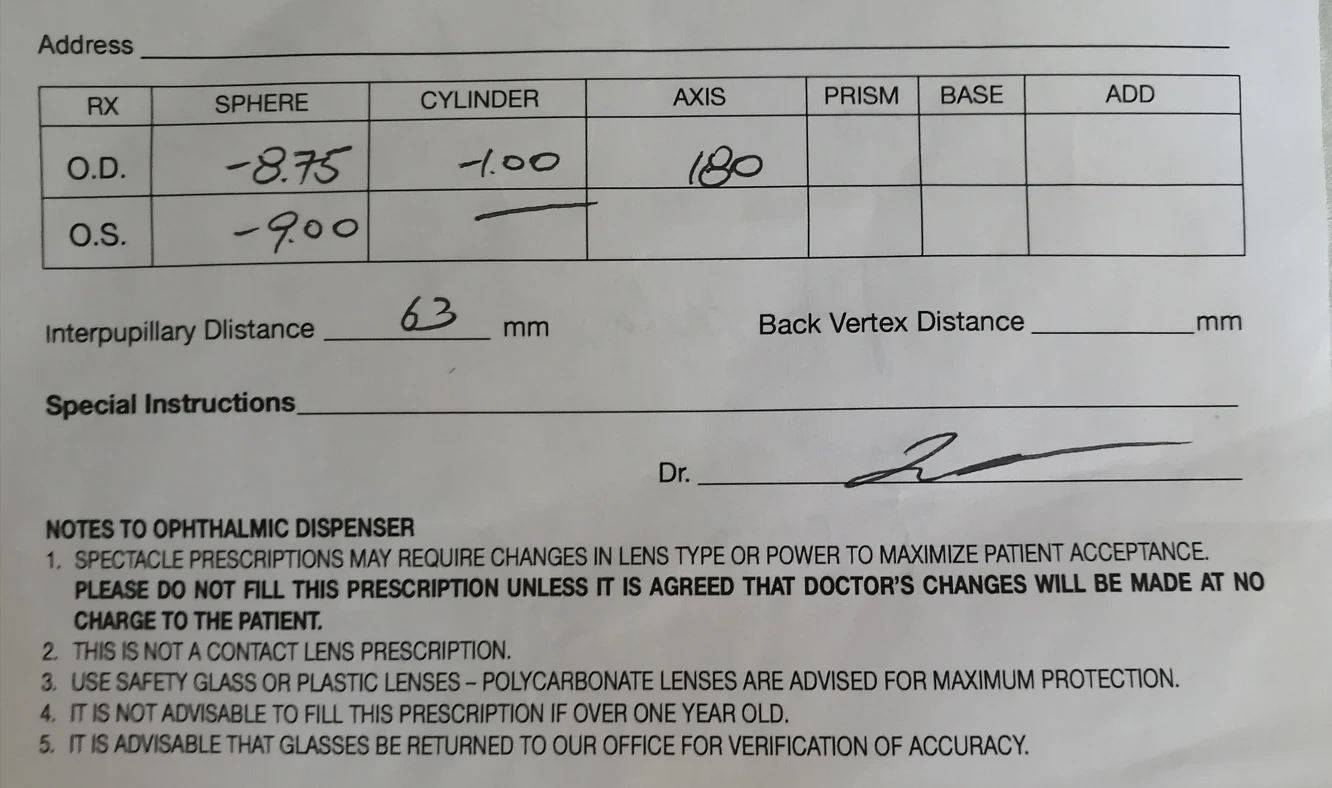 Address
RX SPHERE CYLINDER AXIS PRISM BASE ADD
O.D. -8.75 -1.00 180
O.S. -9.00 —
Interpupillary DIistance 63 mm Back Vertex Distance mm
Special Instructions
Dr.
NOTES TO OPHTHALMIC DISPENSER
1. SPECTACLE PRESCRIPTIONS MAY REQUIRE CHANGES IN LENS TYPE OR POWER TO MAXIMIZE PATIENT ACCEPTANCE.
PLEASE DO NOT FILL THIS PRESCRIPTION UNLESS IT IS AGREED THAT DOCTOR'S CHANGES WILL BE MADE AT NO
CHARGE TO THE PATIENT.
2. THIS IS NOT A CONTACT LENS PRESCRIPTION.
3. USE SAFETY GLASS OR PLASTIC LENSES – POLYCARBONATE LENSES ARE ADVISED FOR MAXIMUM PROTECTION.
4. IT IS NOT ADVISABLE TO FILL THIS PRESCRIPTION IF OVER ONE YEAR OLD.
5. IT IS ADVISABLE THAT GLASSES BE RETURNED TO OUR OFFICE FOR VERIFICATION OF ACCURACY.